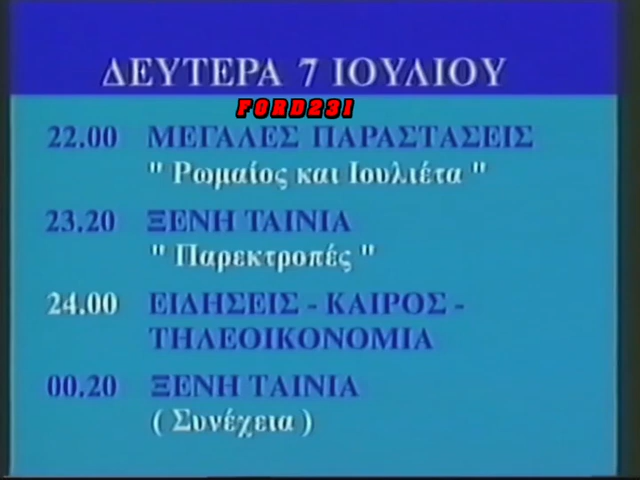 ΔΕΥΤΕΡΑ 7 ΙΟΥΛΙΟΥ
FORD231
22.00 ΜΕΓΑΛΕΣ ΠΑΡΑΣΤΑΣΕΙΣ
" Ρωμαίος και Ιουλιέτα "
23.20 ΞΕΝΗ ΤΑΙΝΙΑ
" Παρεκτροπές "
24.00 ΕΙΔΗΣΕΙΣ - ΚΑΙΡΟΣ -
ΤΗΛΕΟΙΚΟΝΟΜΙΑ
00.20 ΞΕΝΗ ΤΑΙΝΙΑ
( Συνέχεια )